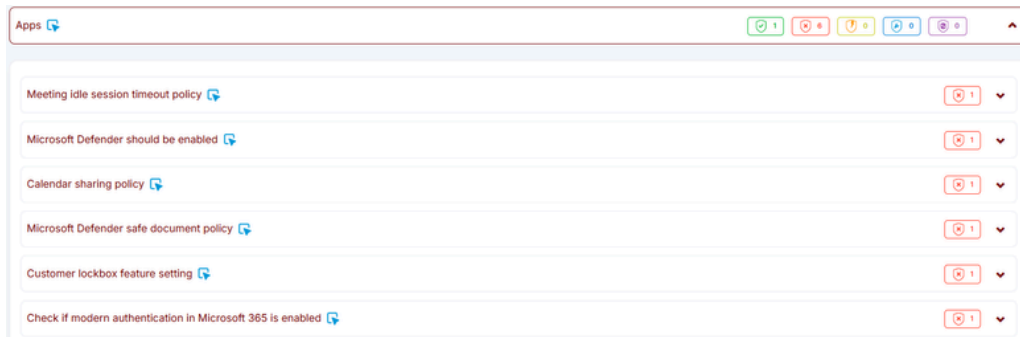 Apps 1 6 0 0 0
Meeting idle session timeout policy 1
Microsoft Defender should be enabled 1
Calendar sharing policy 1
Microsoft Defender safe document policy 1
Customer lockbox feature setting 1
Check if modern authentication in Microsoft 365 is enabled 1